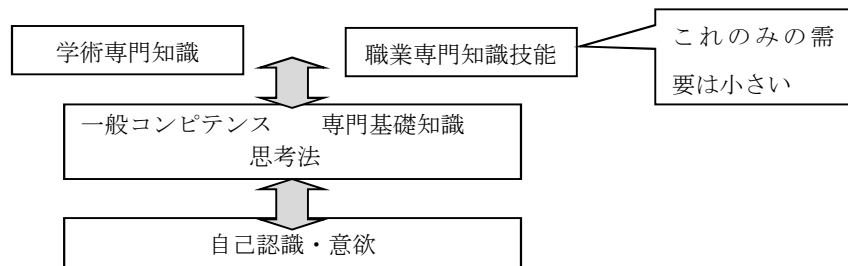 学術専門知識
職業専門知識技能
これのみの需
要は小さい
一般コンピテンス 専門基礎知識
思考法
自己認識・意欲